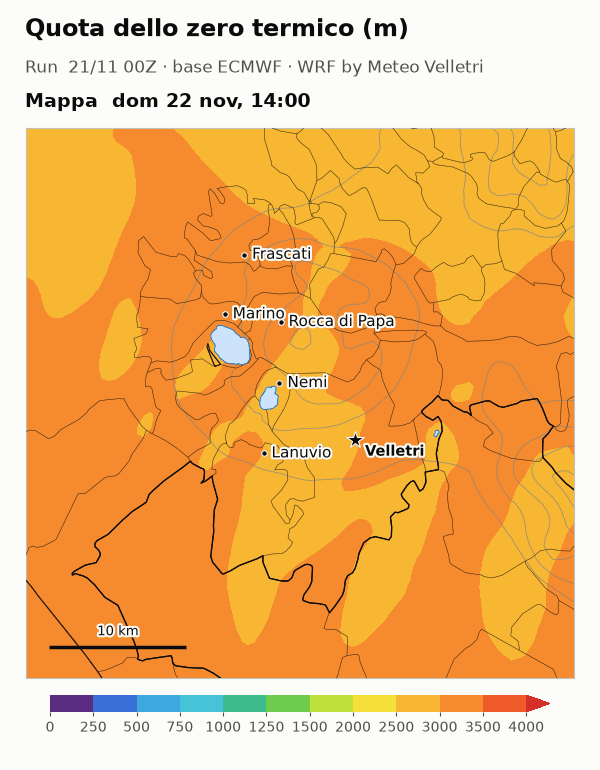 Quota dello zero termico (m)
Run  21/11 00Z · base ECMWF · WRF by Meteo Velletri
Mappa  dom 22 nov, 14:00
Frascati
Marino
Rocca di Papa
Nemi
Velletri
Lanuvio
10 km
0 250 500 750 1000 1250 1500 2000 2500 3000 3500 4000